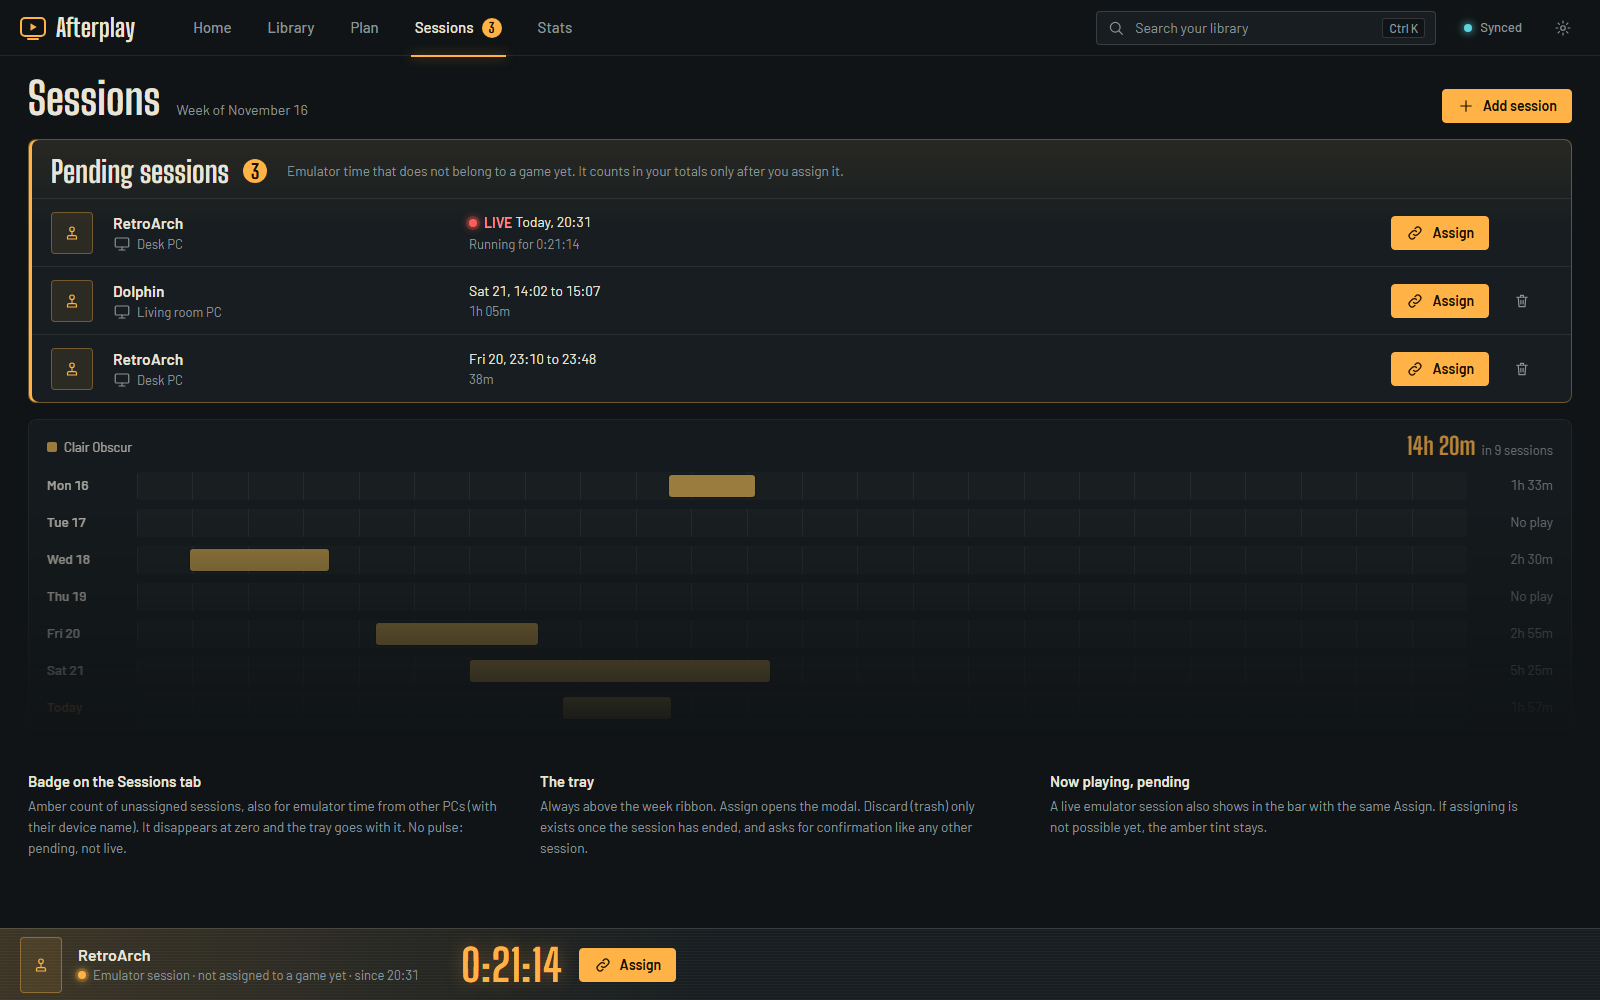 Afterplay
Home
Library
Plan
Sessions 3
Stats
Search your library
Ctrl K
Synced
Sessions
Week of November 16
Add session
Pending sessions 3
Emulator time that does not belong to a game yet. It counts in your totals only after you assign it.
RetroArch
Desk PC
LIVE Today, 20:31
Running for 0:21:14
Assign
Dolphin
Living room PC
Sat 21, 14:02 to 15:07
1h 05m
Assign
RetroArch
Desk PC
Fri 20, 23:10 to 23:48
38m
Assign
Clair Obscur
14h 20m in 9 sessions
Mon 16
1h 33m
Tue 17
No play
Wed 18
2h 30m
Thu 19
No play
Fri 20
2h 55m
Sat 21
5h 25m
Today
1h 57m
Badge on the Sessions tab
Amber count of unassigned sessions, also for emulator time from other PCs (with
their device name). It disappears at zero and the tray goes with it. No pulse:
pending, not live.
The tray
Always above the week ribbon. Assign opens the modal. Discard (trash) only
exists once the session has ended, and asks for confirmation like any other
session.
Now playing, pending
A live emulator session also shows in the bar with the same Assign. If assigning is
not possible yet, the amber tint stays.
RetroArch
Emulator session · not assigned to a game yet · since 20:31
0:21:14
Assign